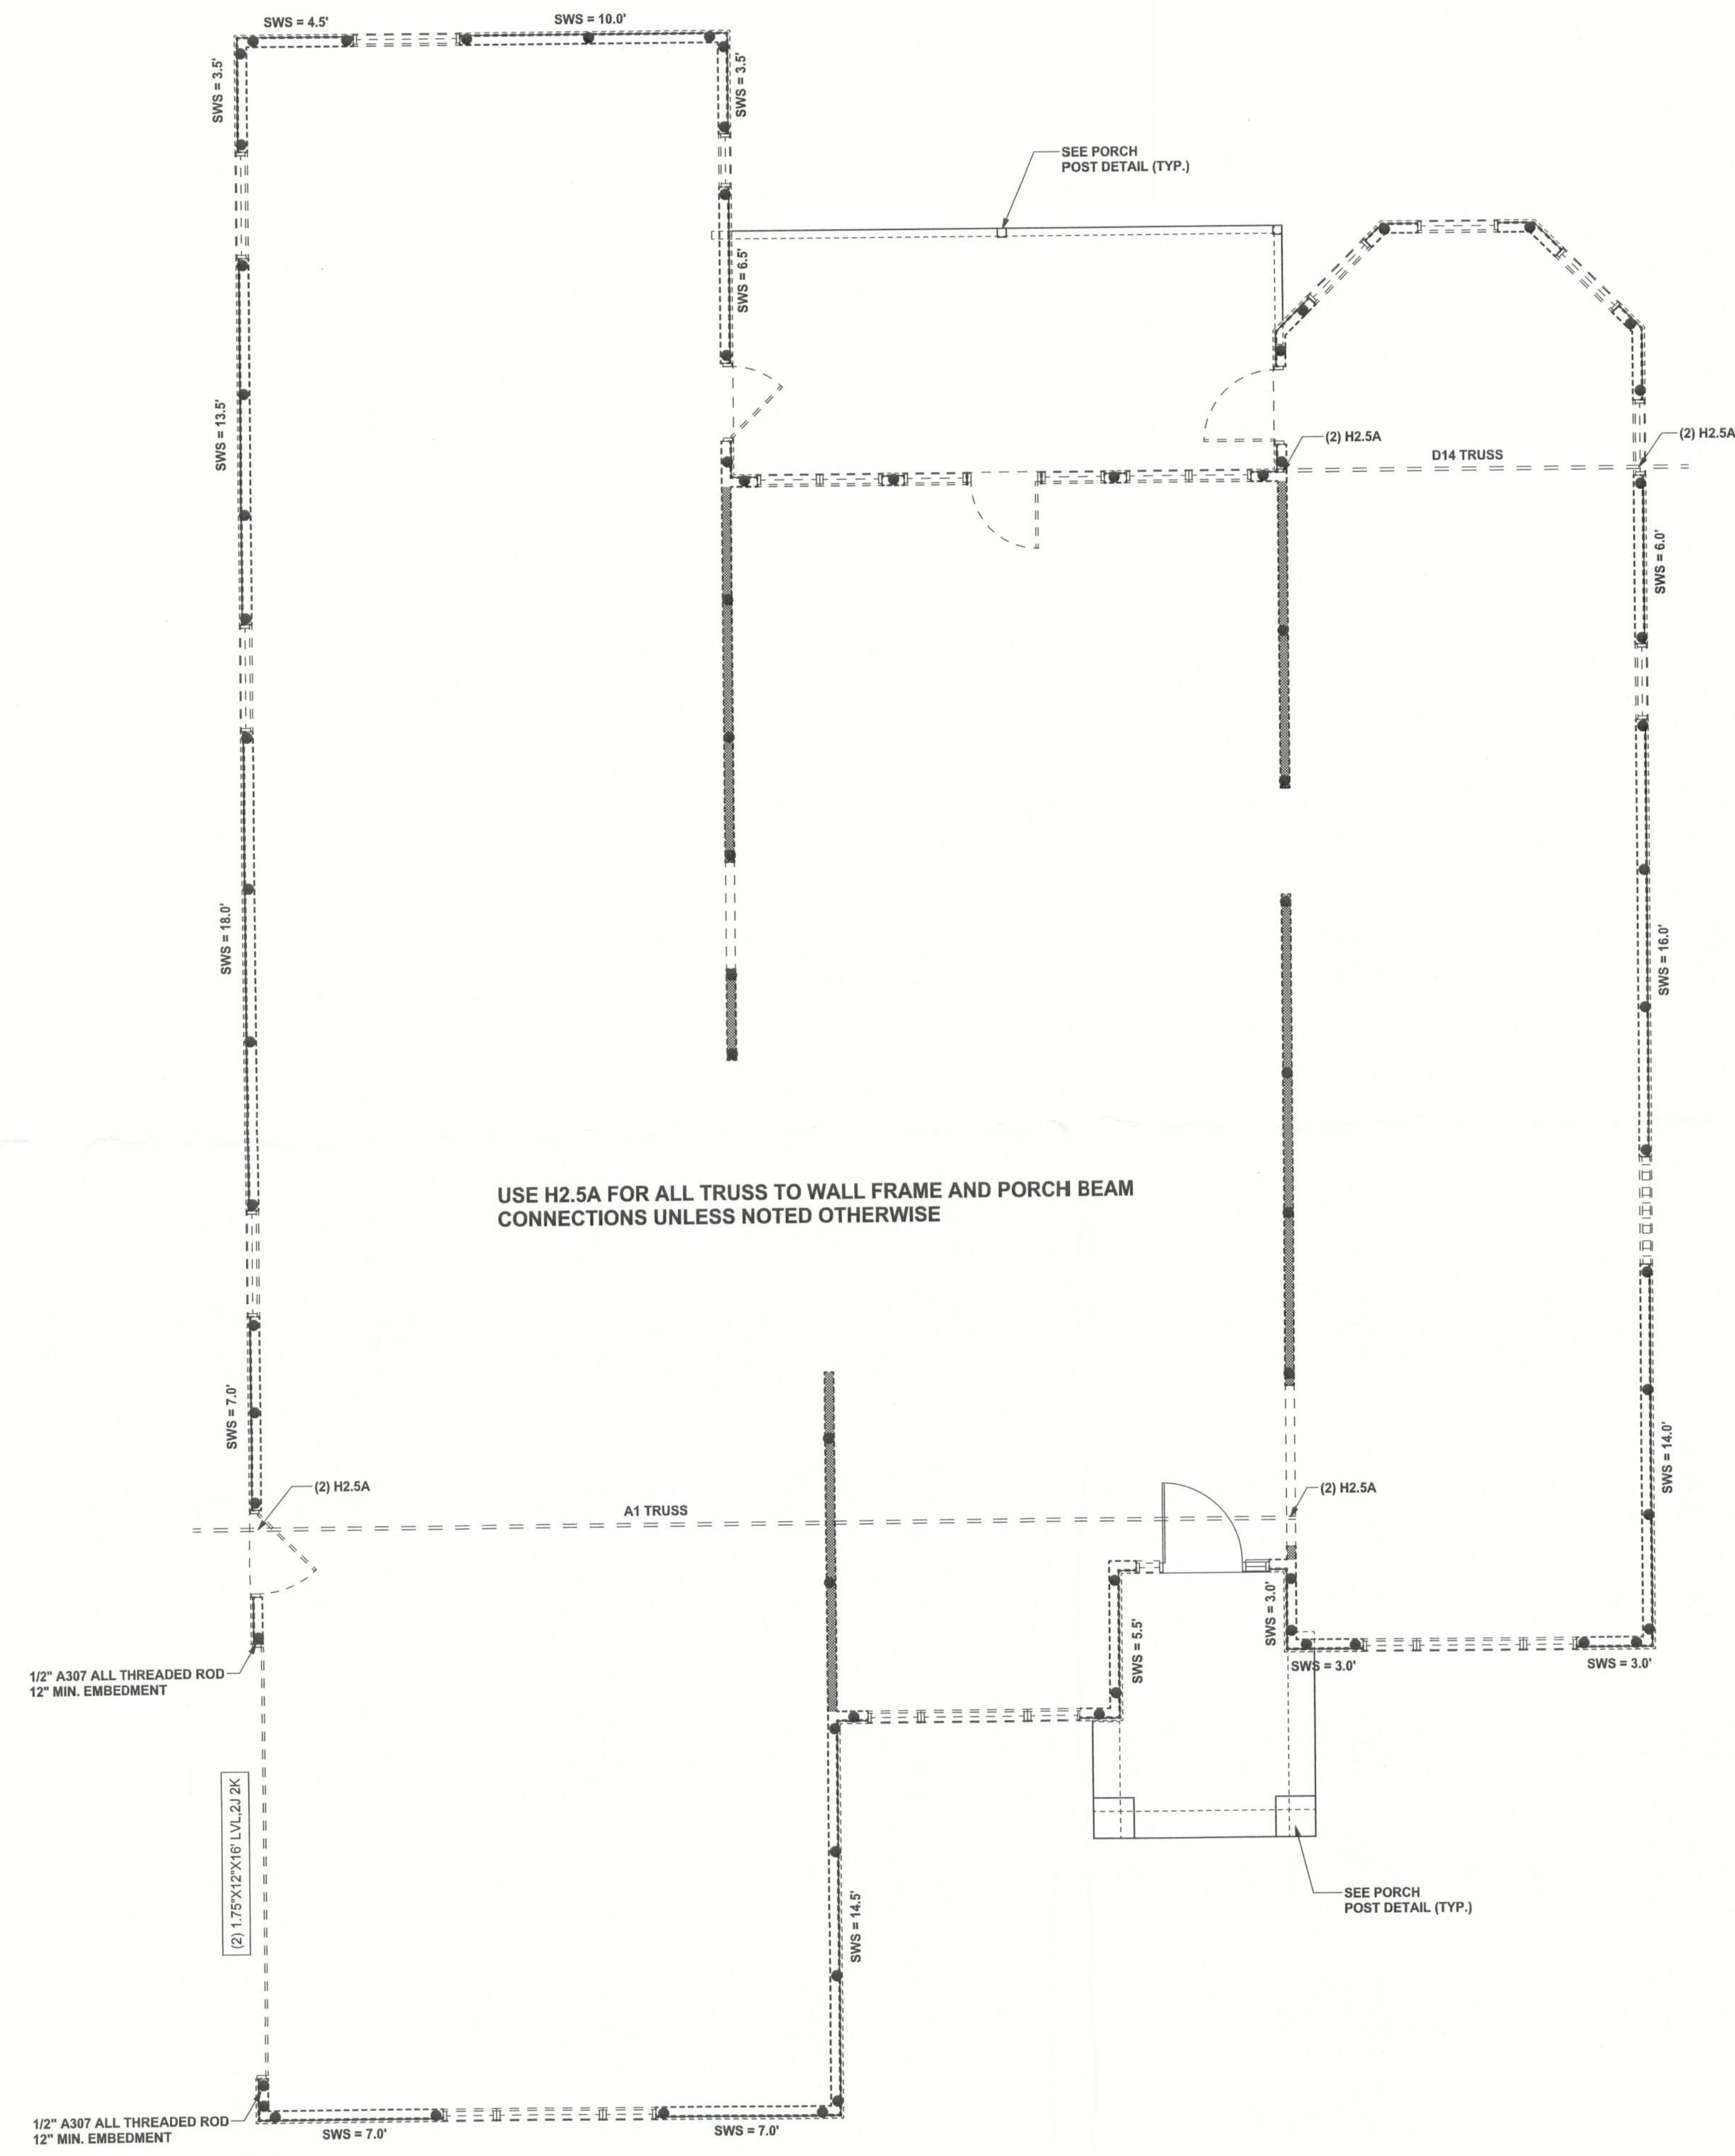 SWS = 4.5'
SWS = 10.0'
SWS = 3.5'
SWS = 3.5'
SEE PORCH
POST DETAIL (TYP.)
SWS = 6.5'
SWS = 13.5'
(2) H2.5A
(2) H2.5A
D14 TRUSS
SWS = 6.0'
SWS = 18.0'
SWS = 16.0'
USE H2.5A FOR ALL TRUSS TO WALL FRAME AND PORCH BEAM
CONNECTIONS UNLESS NOTED OTHERWISE
SWS = 7.0'
SWS = 14.0'
(2) H2.5A
A1 TRUSS
(2) H2.5A
SWS = 3.0'
SWS = 5.5'
SWS = 3.0'
SWS = 3.0'
1/2" A307 ALL THREADED ROD
12" MIN. EMBEDMENT
(2) 1.75"X12"X16' LVL,2J 2K
SEE PORCH
POST DETAIL (TYP.)
SWS = 14.5'
1/2" A307 ALL THREADED ROD
12" MIN. EMBEDMENT
SWS = 7.0'
SWS = 7.0'